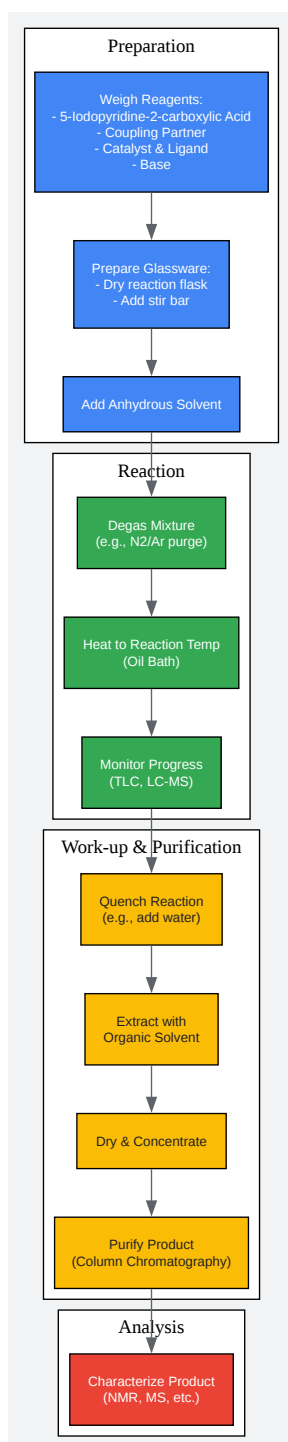 Preparation
Weigh Reagents:
- 5-Iodopyridine-2-carboxylic Acid
- Coupling Partner
- Catalyst & Ligand
- Base
Prepare Glassware:
- Dry reaction flask
- Add stir bar
Add Anhydrous Solvent
Reaction
Degas Mixture
(e.g., N2/Ar purge)
Heat to Reaction Temp
(Oil Bath)
Monitor Progress
(TLC, LC-MS)
Work-up & Purification
Quench Reaction
(e.g., add water)
Extract with
Organic Solvent
Dry & Concentrate
Purify Product
(Column Chromatography)
Analysis
Characterize Product
(NMR, MS, etc.)